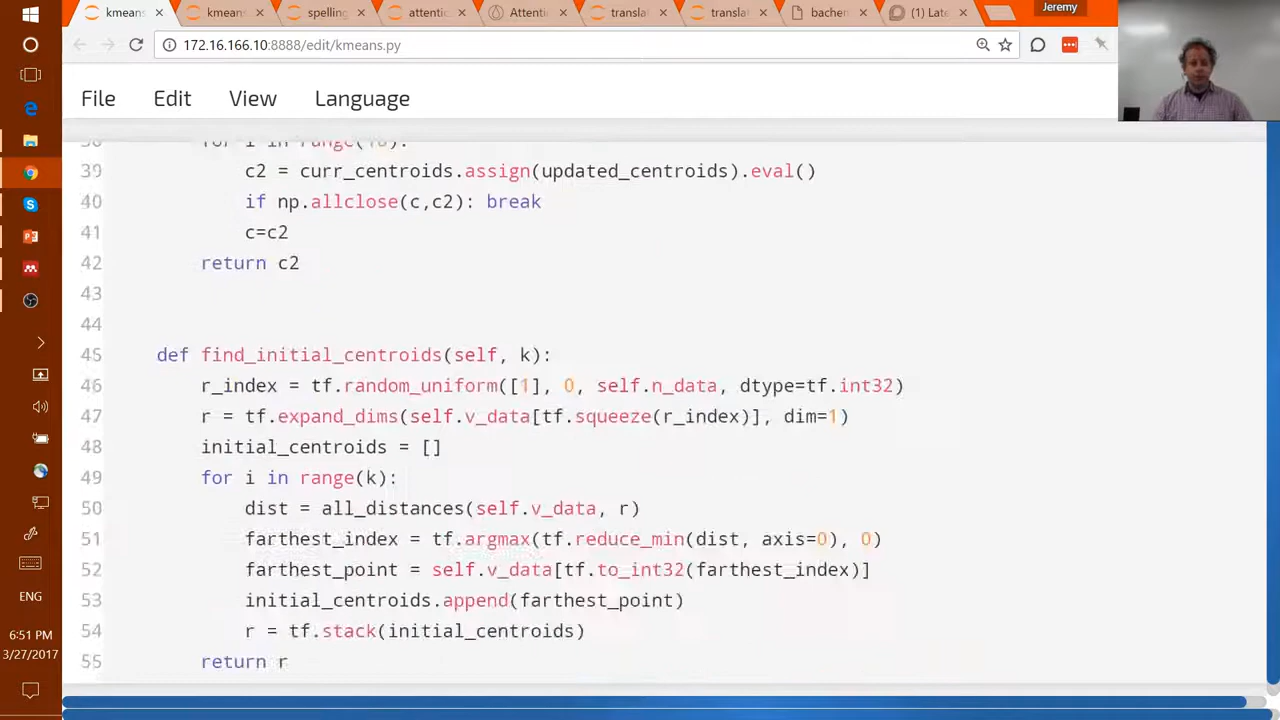 kmeans
kmeans
spelling
attentic
Attentic
translat
translat
bachen
(1) Late
Jeremy
172.16.166.10:8888/edit/kmeans.py
File Edit View Language
39 c2 = curr_centroids.assign(updated_centroids).eval()
40 if np.allclose(c,c2): break
41 c=c2
42 return c2
43
44
45 def find_initial_centroids(self, k):
46 r_index = tf.random_uniform([1], 0, self.n_data, dtype=tf.int32)
47 r = tf.expand_dims(self.v_data[tf.squeeze(r_index)], dim=1)
48 initial_centroids = []
49 for i in range(k):
50 dist = all_distances(self.v_data, r)
51 farthest_index = tf.argmax(tf.reduce_min(dist, axis=0), 0)
52 farthest_point = self.v_data[tf.to_int32(farthest_index)]
53 initial_centroids.append(farthest_point)
54 r = tf.stack(initial_centroids)
55 return r
ENG
6:51 PM
3/27/2017